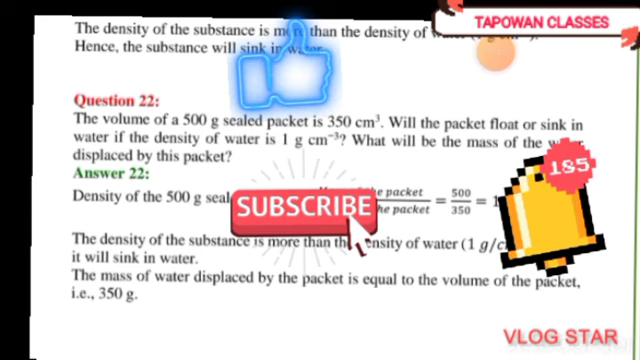 TAPOWAN CLASSES
The density of the substance is more than the density of
Hence, the substance will sink in water.
Question 22:
The volume of a 500 g sealed packet is 350 cm³. Will the packet float or sink in
water if the density of water is 1 g cm⁻³? What will be the mass of the
displaced by this packet?
185
Answer 22:
Density of the 500 g packet = 500/350 = 1
packet
SUBSCRIBE
The density of the substance is more than density of water (1 g/
it will sink in water.
The mass of water displaced by the packet is equal to the volume of the packet,
i.e., 350 g.
VLOG STAR